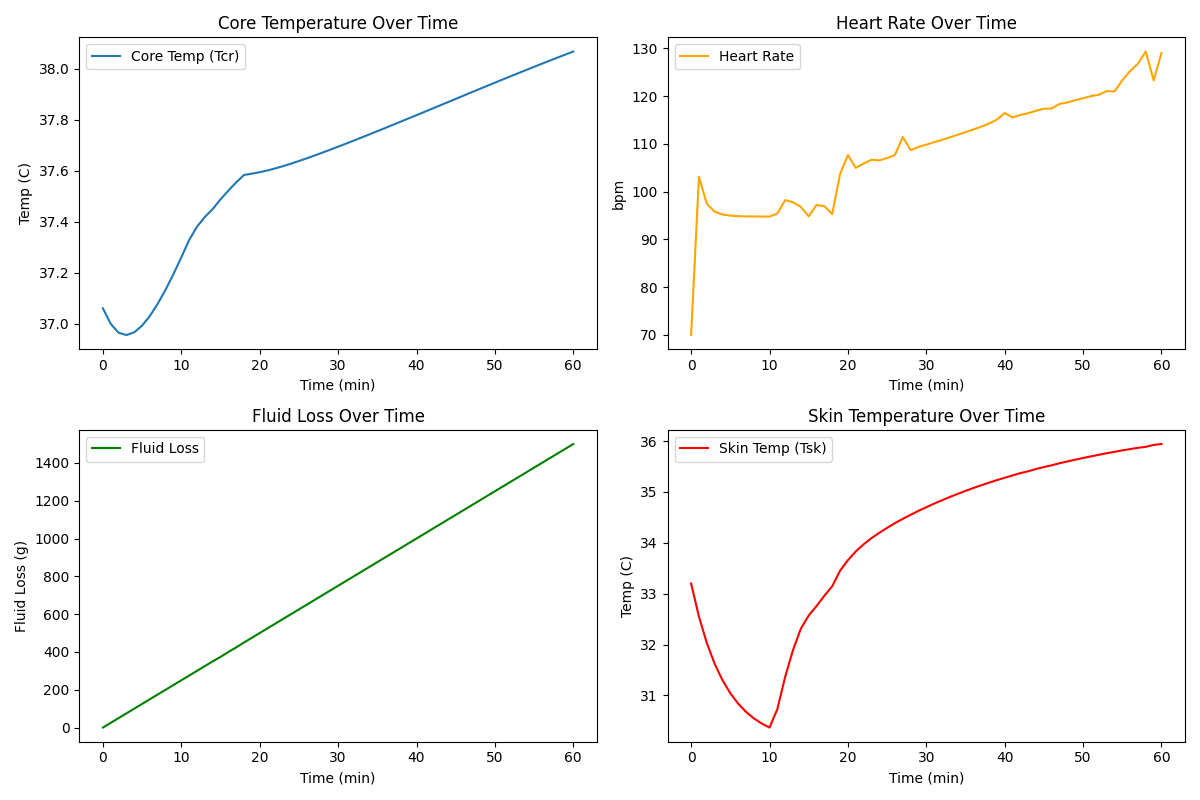 Core Temperature Over Time
Core Temp (Tcr)
Temp (C)
38.0
37.8
37.6
37.4
37.2
37.0
0 10 20 30 40 50 60
Time (min)
Heart Rate Over Time
Heart Rate
bpm
130
120
110
100
90
80
70
0 10 20 30 40 50 60
Time (min)
Fluid Loss Over Time
Fluid Loss
Fluid Loss (g)
1400
1200
1000
800
600
400
200
0
0 10 20 30 40 50 60
Time (min)
Skin Temperature Over Time
Skin Temp (Tsk)
Temp (C)
36
35
34
33
32
31
0 10 20 30 40 50 60
Time (min)